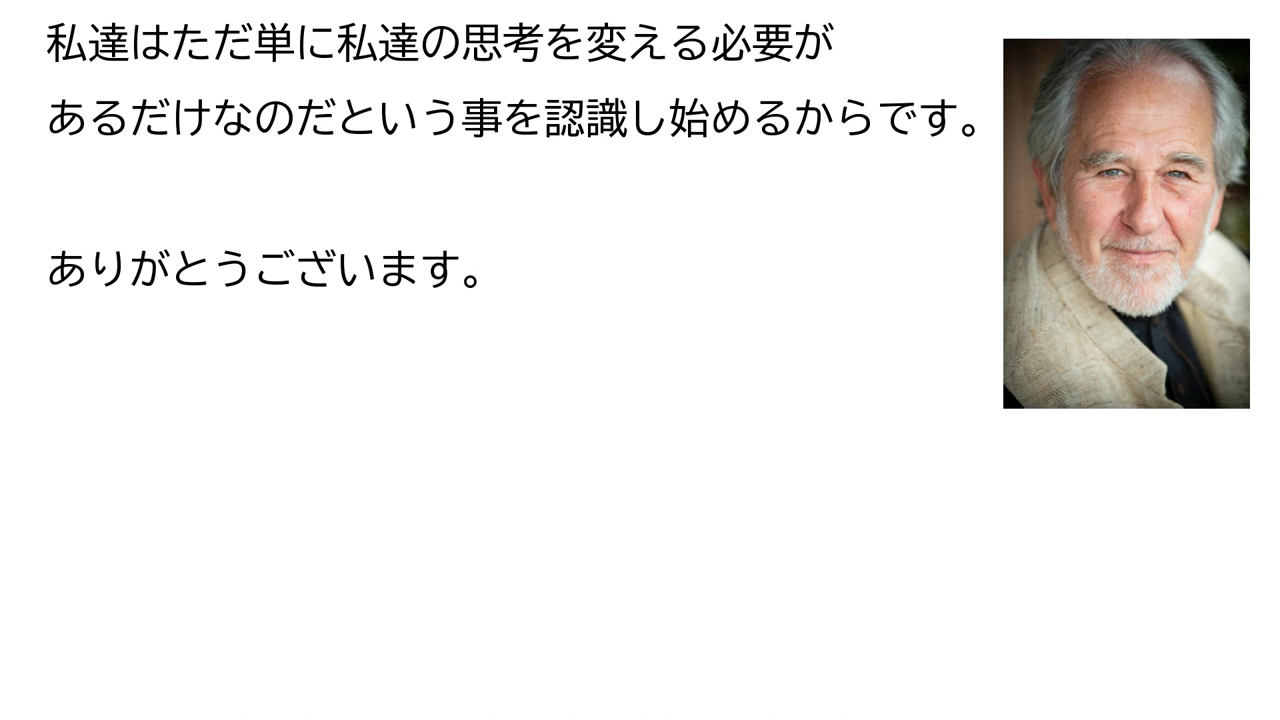 私達はただ単に私達の思考を変える必要が
あるだけなのだという事を認識し始めるからです。
ありがとうございます。